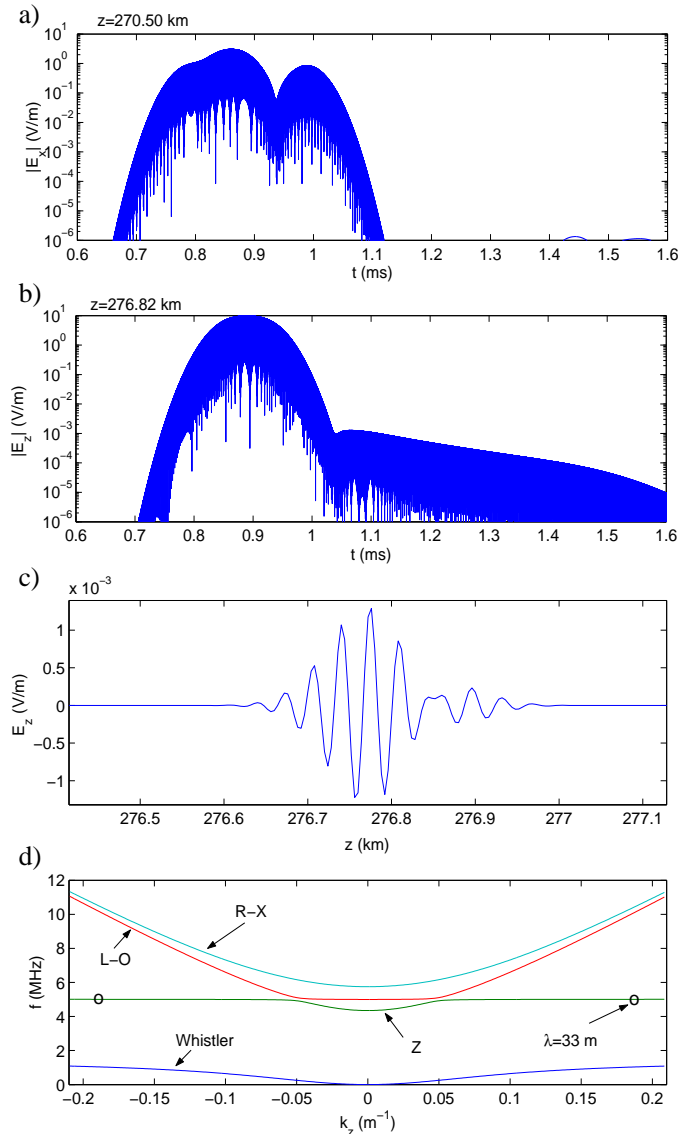 a)
z=270.50 km
10^1
10^0
10^−1
10^−2
10^−3
10^−4
10^−5
10^−6
|E_x| (V/m)
0.6 0.7 0.8 0.9 1 1.1 1.2 1.3 1.4 1.5 1.6
t (ms)
b)
z=276.82 km
10^1
10^0
10^−1
10^−2
10^−3
10^−4
10^−5
10^−6
|E_z| (V/m)
0.6 0.7 0.8 0.9 1 1.1 1.2 1.3 1.4 1.5 1.6
t (ms)
c)
x 10^−3
1
0.5
0
−0.5
−1
E_z (V/m)
276.5 276.6 276.7 276.8 276.9 277 277.1
z (km)
d)
12
10
8
6
4
2
0
f (MHz)
R−X
L−O
Z
λ=33 m
Whistler
−0.2 −0.15 −0.1 −0.05 0 0.05 0.1 0.15 0.2
k_z (m^−1)